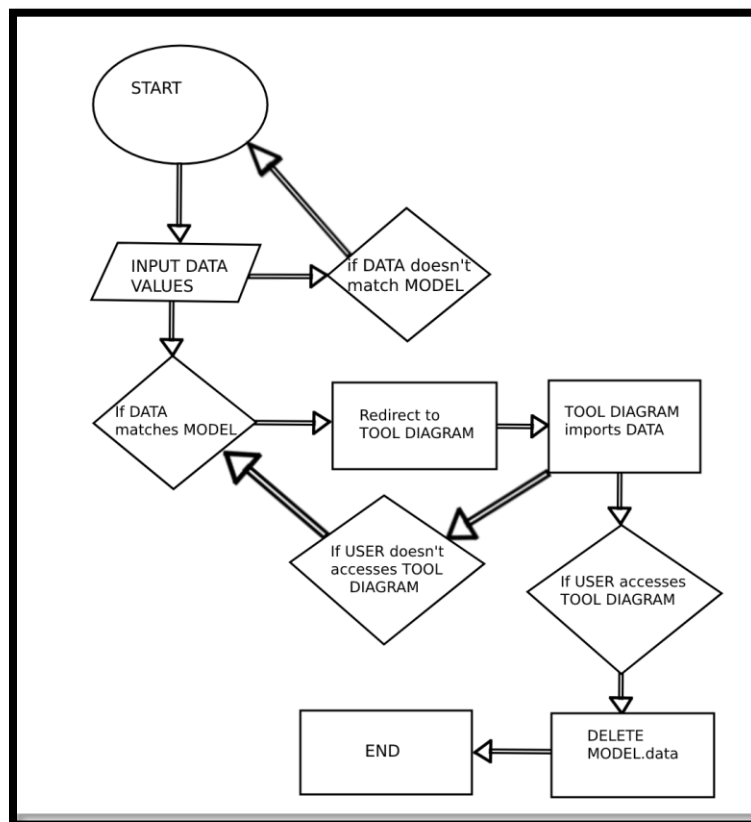 START
INPUT DATA
VALUES
if DATA doesn't
match MODEL
If DATA
matches MODEL
Redirect to
TOOL DIAGRAM
TOOL DIAGRAM
imports DATA
If USER doesn't
accesses TOOL
DIAGRAM
If USER accesses
TOOL DIAGRAM
DELETE
MODEL.data
END